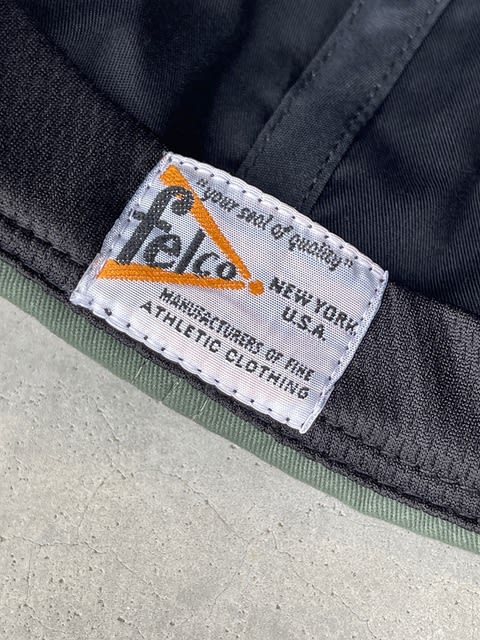 "your seal of quality"
felco
NEW YORK,
U.S.A.
MANUFACTURERS OF FINE
ATHLETIC CLOTHING